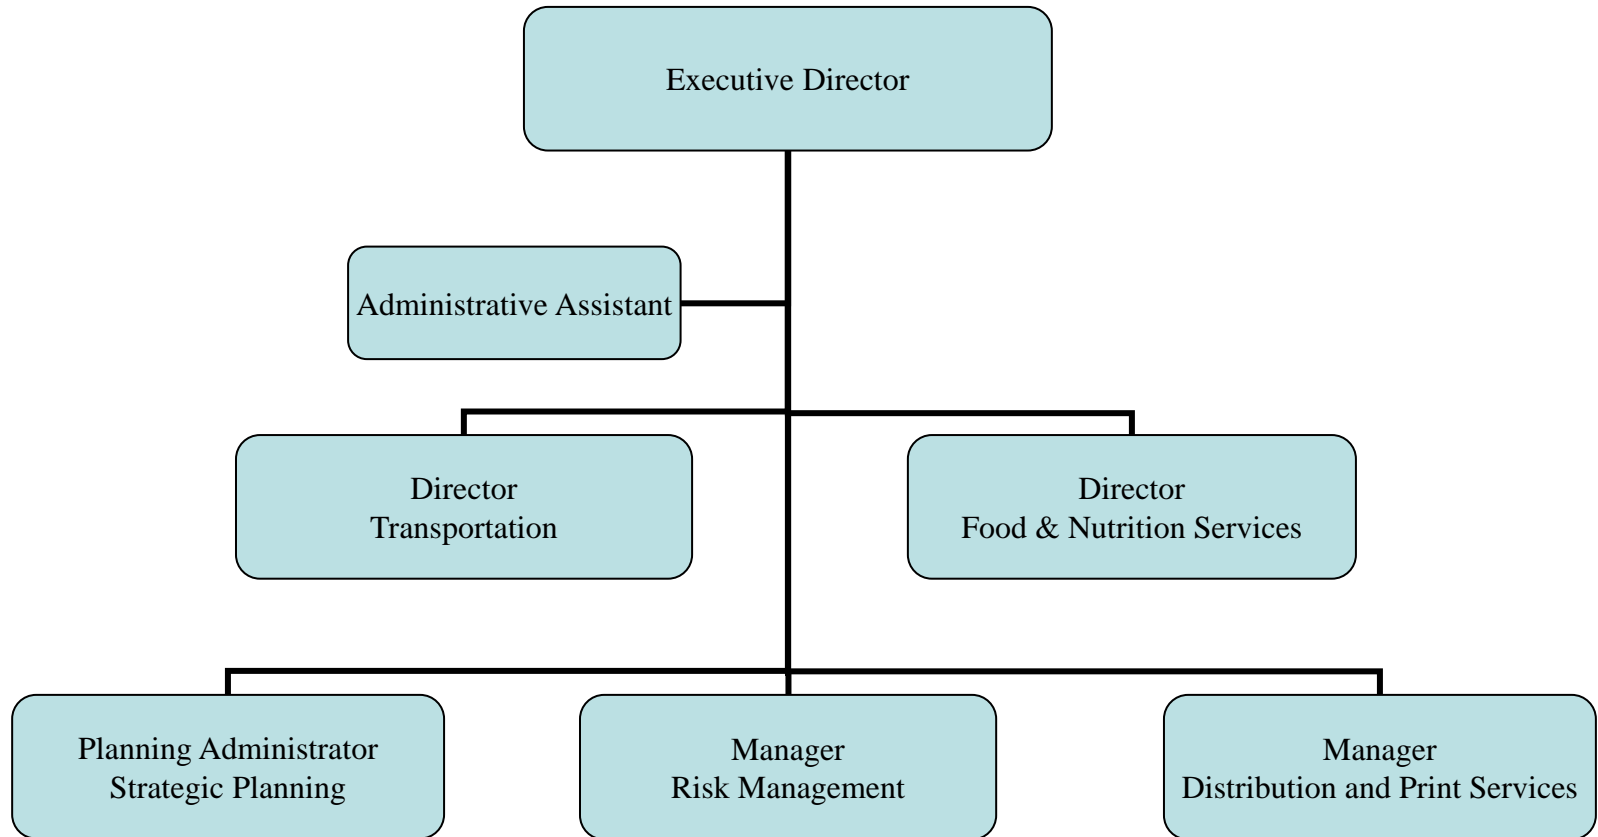 Executive Director
Administrative Assistant
Director
Transportation
Director
Food & Nutrition Services
Planning Administrator
Strategic Planning
Manager
Risk Management
Manager
Distribution and Print Services